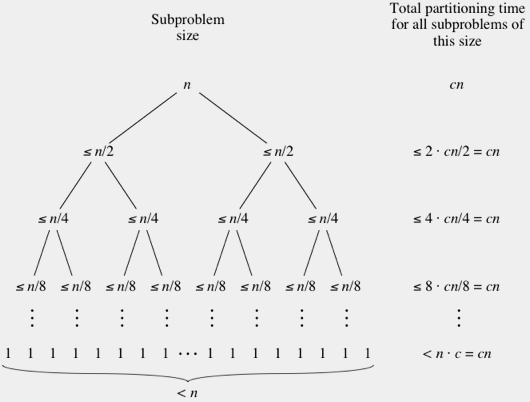 Subproblem
size
Total partitioning time
for all subproblems of
this size
n
cn
≤ n/2 ≤ n/2
≤ 2 · cn/2 = cn
≤ n/4 ≤ n/4 ≤ n/4 ≤ n/4
≤ 4 · cn/4 = cn
≤ n/8 ≤ n/8 ≤ n/8 ≤ n/8 ≤ n/8 ≤ n/8 ≤ n/8 ≤ n/8
≤ 8 · cn/8 = cn
⋮ ⋮ ⋮ ⋮ ⋮ ⋮ ⋮ ⋮
⋮
1 1 1 1 1 1 1 1 ··· 1 1 1 1 1 1 1 1
< n · c = cn
< n